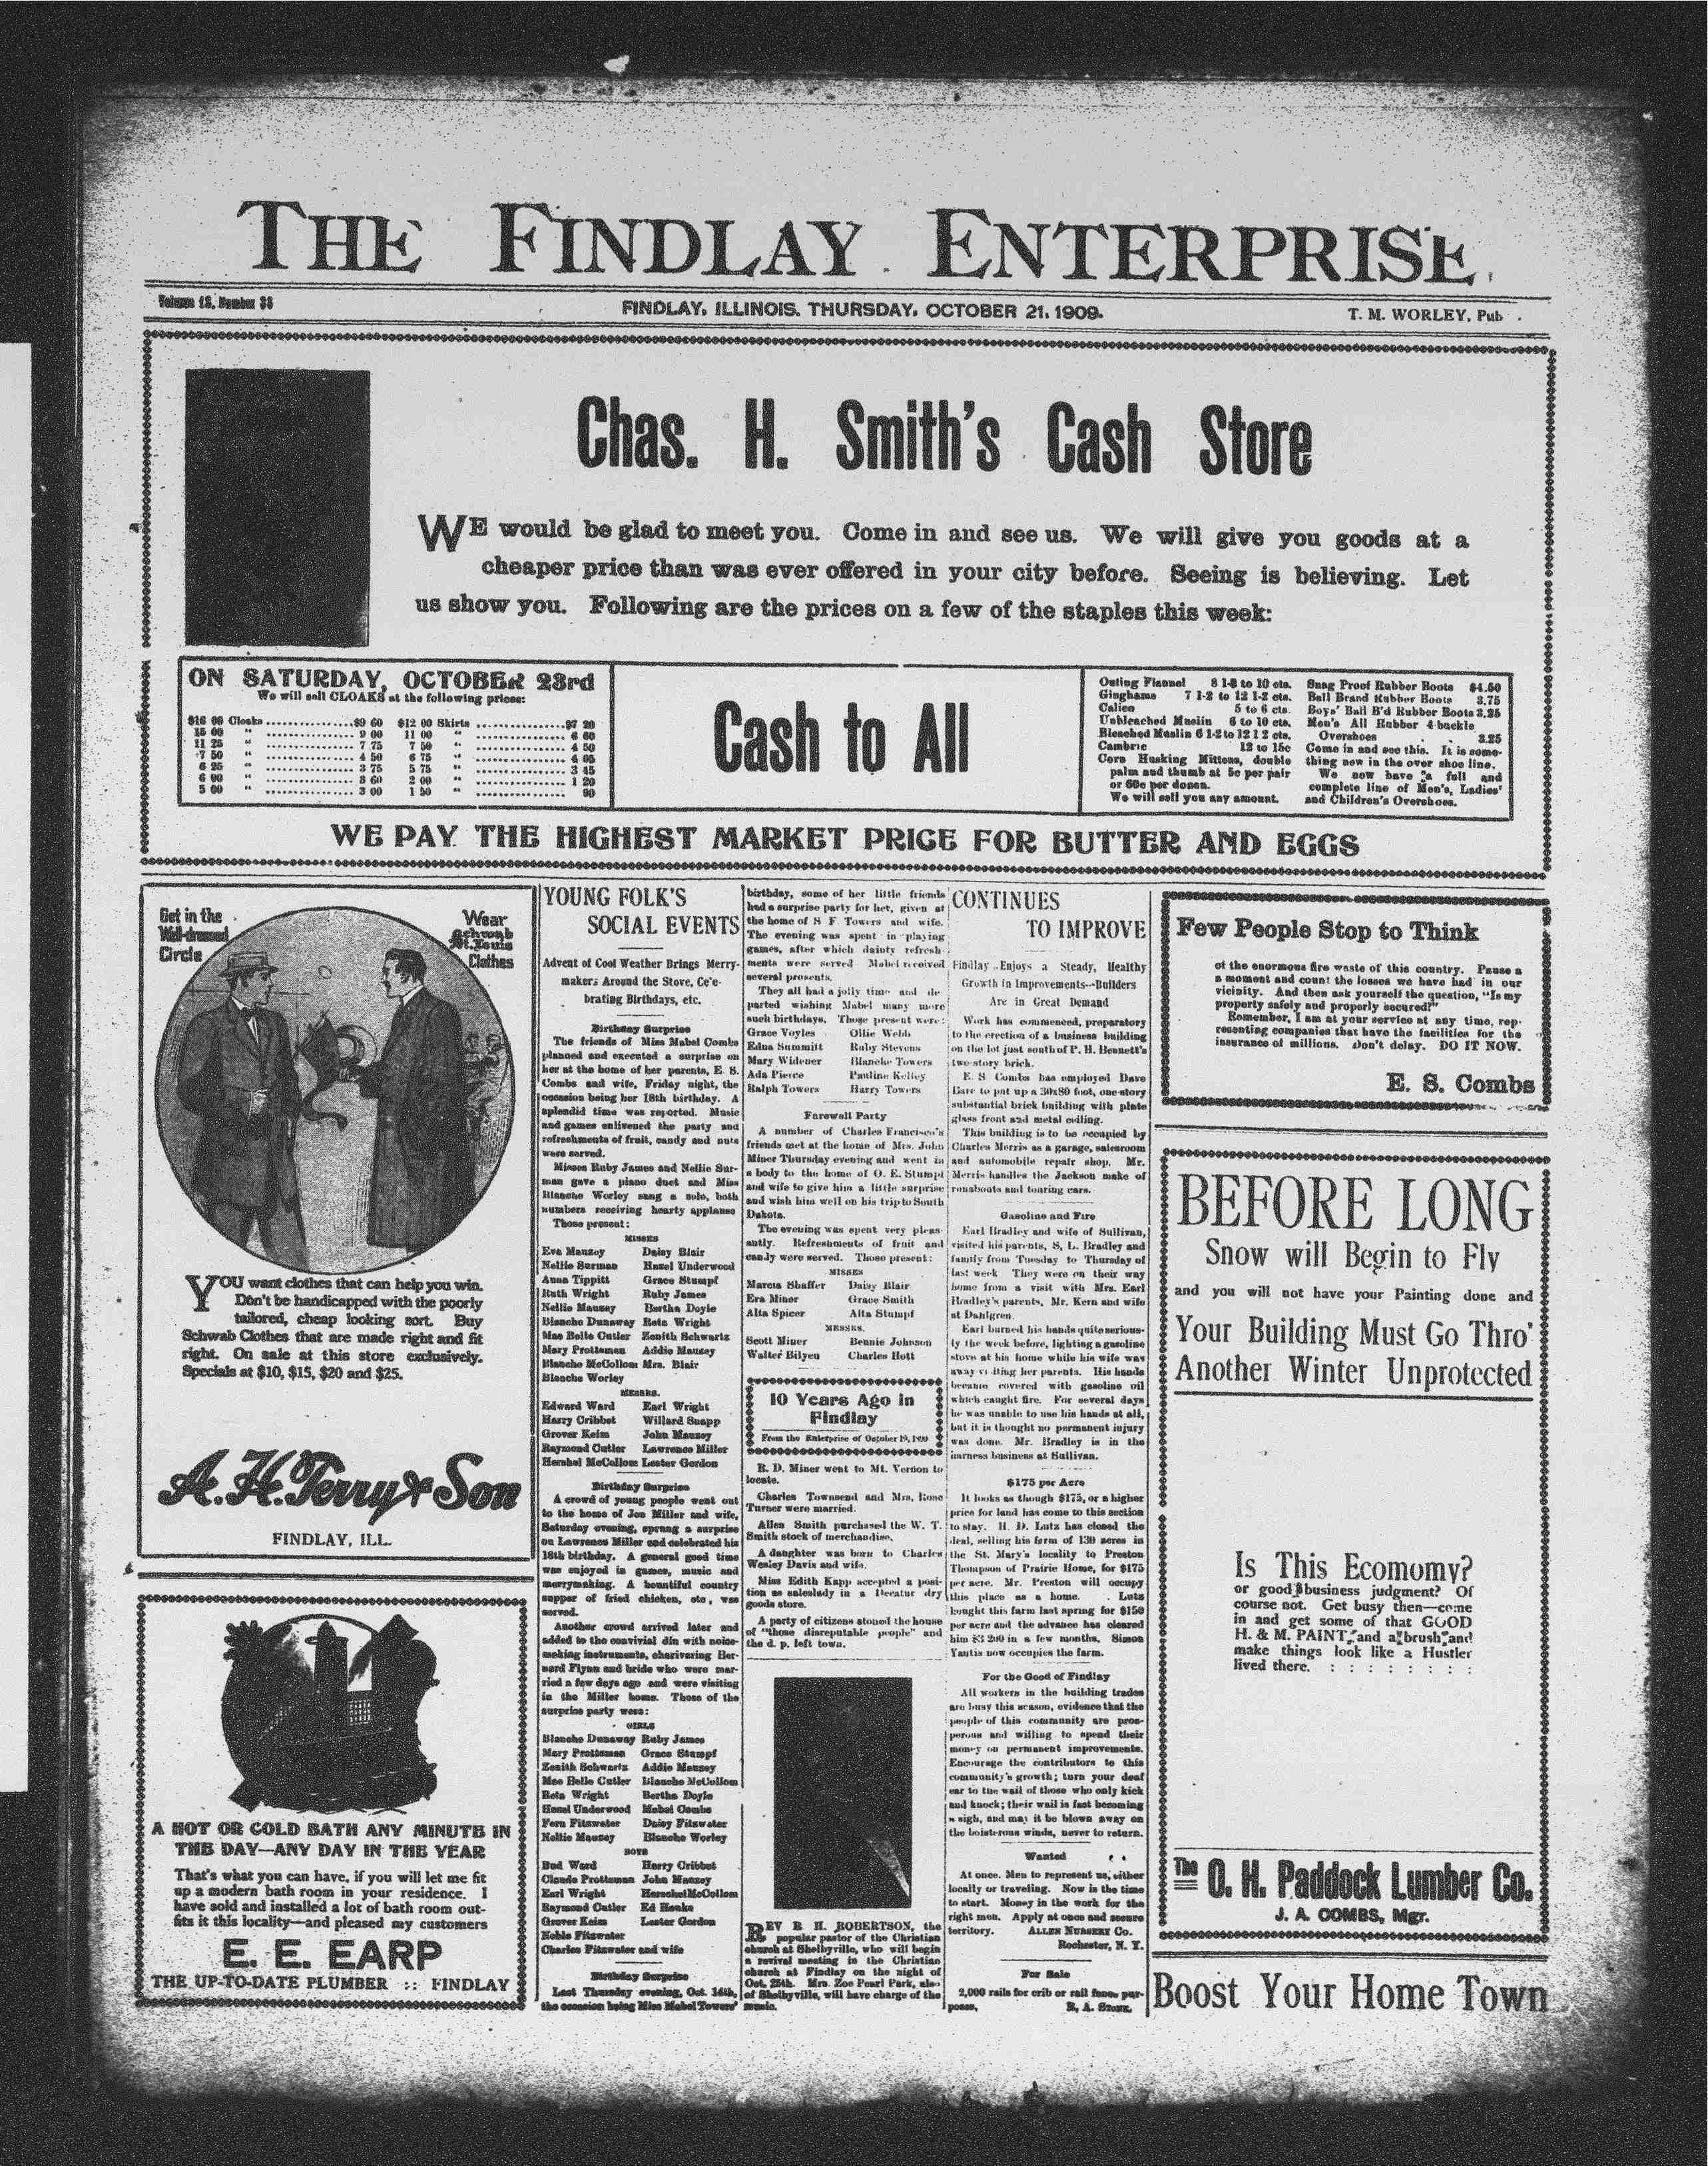 THE FINDLAY ENTERPRISE
Volume 18, Number 38
FINDLAY, ILLINOIS, THURSDAY, OCTOBER 21, 1909.
T. M. WORLEY, Pub
Chas. H. Smith's Cash Store
WE would be glad to meet you. Come in and see us. We will give you goods at a
cheaper price than was ever offered in your city before. Seeing is believing. Let
us show you. Following are the prices on a few of the staples this week:
ON SATURDAY, OCTOBER 23rd
We will sell CLOAKS at the following prices:
$16 00 Cloaks ............... $9 60 $12 00 Skirts ............... $7 20
15 00 " ............... 9 00 11 00 " ............... 6 60
11 25 " ............... 7 75 7 50 " ............... 4 50
7 50 " ............... 4 50 6 75 " ............... 4 05
6 25 " ............... 3 75 5 75 " ............... 3 45
6 00 " ............... 3 60 2 00 " ............... 1 20
5 00 " ............... 3 00 1 50 " ............... 90
Cash to All
Outing Flannel 8 1-3 to 10 cts.
Ginghams 7 1-2 to 12 1-2 cts.
Calico 5 to 6 cts.
Unbleached Muslin 6 to 10 cts.
Bleached Muslin 6 1-2 to 12 1 2 cts.
Cambric 12 to 15c
Corn Husking Mittens, double
palm and thumb at 5c per pair
or 60c per dozen.
We will sell you any amount.
Snag Proof Rubber Boots $4.50
Ball Brand Rubber Boots 3.75
Boys' Ball B'd Rubber Boots 3.25
Men's All Rubber 4-buckle
Overshoes . . 3.25
Come in and see this. It is some-
thing new in the over shoe line.
We now have a full and
complete line of Men's, Ladies'
and Children's Overshoes.
WE PAY THE HIGHEST MARKET PRICE FOR BUTTER AND EGGS
Get in the
Well-dressed
Circle
Wear
Schwab
St. Louis
Clothes
YOU want clothes that can help you win.
Don't be handicapped with the poorly
tailored, cheap looking sort. Buy
Schwab Clothes that are made right and fit
right. On sale at this store exclusively.
Specials at $10, $15, $20 and $25.
A. H. Terry & Son
FINDLAY, ILL.
A HOT OR COLD BATH ANY MINUTE IN
THE DAY—ANY DAY IN THE YEAR
That's what you can have, if you will let me fit
up a modern bath room in your residence. I
have sold and installed a lot of bath room out-
fits it this locality—and pleased my customers
E. E. EARP
THE UP-TO-DATE PLUMBER :: FINDLAY
YOUNG FOLK'S
SOCIAL EVENTS
Advent of Cool Weather Brings Merry-
makers Around the Stove, Ce'e-
brating Birthdays, etc.
Birthday Surprise
The friends of Miss Mabel Combs
planned and executed a surprise on
her at the home of her parents, E. S.
Combs and wife, Friday night, the
occasion being her 18th birthday. A
splendid time was reported. Music
and games enlivened the party and
refreshments of fruit, candy and nuts
were served.
Misses Ruby James and Nellie Sur-
man gave a piano duet and Miss
Blanche Worley sang a solo, both
numbers receiving hearty applause
Those present:
MISSES
Eva Mauzey Daisy Blair
Nellie Surman Hazel Underwood
Anna Tippitt Grace Stumpf
Ruth Wright Ruby James
Nellie Mauzey Bertha Doyle
Blanche Dunaway Reta Wright
Mae Belle Cutler Zenith Schwartz
Mary Prottsman Addie Mauzey
Blanche McCollom Mrs. Blair
Blanche Worley
MESSRS.
Edward Ward Earl Wright
Harry Cribbet Willard Snapp
Grover Keim John Mauzey
Raymond Cutler Lawrence Miller
Hershel McCollom Lester Gordon
Birthday Surprise
A crowd of young people went out
to the home of Jon Miller and wife,
Saturday evening, sprang a surprise
on Lawrence Miller and celebrated his
18th birthday. A general good time
was enjoyed in games, music and
merrymaking. A bountiful country
supper of fried chicken, etc, was
served.
Another crowd arrived later and
added to the convivial din with noise-
making instruments, charivaring Ber-
nard Flynn and bride who were mar-
ried a few days ago and were visiting
in the Miller home. Those of the
surprise party were:
GIRLS
Blanche Dunaway Ruby James
Mary Prottsman Grace Stumpf
Zenith Schwartz Addie Mauzey
Mae Belle Cutler Blanche McCollom
Reta Wright Bertha Doyle
Hazel Underwood Mabel Combs
Fern Fitzwater Daisy Fitzwater
Nellie Mauzey Blanche Worley
BOYS
Bud Ward Harry Cribbet
Claude Prottsman John Mauzey
Earl Wright Herschel McCollom
Raymond Cutler Ed Henks
Grover Keim Lester Gordon
Noble Fitzwater
Charles Fitzwater and wife
Birthday Surprise
Last Thursday evening, Oct. 14th,
the occasion being Miss Mabel Towers'
birthday, some of her little friends
had a surprise party for her, given at
the home of S F. Towers and wife.
The evening was spent in playing
games, after which dainty refresh
ments were served Mabel received
several presents.
They all had a jolly time and de
parted wishing Mabel many more
such birthdays. Those present were:
Grace Voyles Ollie Webb
Edna Summitt Ruby Stevens
Mary Widener Blanche Towers
Ada Pierce Pauline Kelley
Ralph Towers Harry Towers
Farewell Party
A number of Charles Francisco's
friends met at the home of Mrs. John
Miner Thursday evening and went in
a body to the home of O. E. Stumpf
and wife to give him a little surprise
and wish him well on his trip to South
Dakota.
The evening was spent very pleas
antly. Refreshments of fruit and
candy were served. Those present:
MISSES
Marcia Shaffer Daisy Blair
Era Miner Grace Smith
Alta Spicer Alta Stumpf
MESSRS.
Scott Miner Bennie Johnson
Walter Bilyeu Charles Hott
10 Years Ago in
Findlay
From the Enterprise of October 19, 1899
R. D. Miner went to Mt. Vernon to
locate.
Charles Townsend and Mrs, Rose
Turner were married.
Allen Smith purchased the W. T.
Smith stock of merchandise.
A daughter was born to Charles
Wesley Davis and wife.
Miss Edith Kapp accepted a posi-
tion as saleslady in a Decatur dry
goods store.
A party of citizens stoned the house
of "those disreputable people" and
the d. p. left town.
REV B. H. ROBERTSON, the
popular pastor of the Christian
church at Shelbyville, who will begin
a revival meeting in the Christian
church at Findlay on the night of
Oct. 25th. Mrs. Zoe Pearl Park, also
of Shelbyville, will have charge of the
music.
CONTINUES
TO IMPROVE
Findlay Enjoys a Steady, Healthy
Growth in Improvements--Builders
Are in Great Demand
Work has commenced, preparatory
to the erection of a business building
on the lot just south of P. H. Bennett's
two-story brick.
E. S Combs has employed Dave
Bare to put up a 30x80 foot, one-story
substantial brick building with plate
glass front and metal ceiling.
This building is to be occupied by
Charles Merris as a garage, salesroom
and automobile repair shop. Mr.
Merris handles the Jackson make of
runabouts and touring cars.
Gasoline and Fire
Earl Bradley and wife of Sullivan,
visited his parents, S, L. Bradley and
family from Tuesday to Thursday of
last week They were on their way
home from a visit with Mrs. Earl
Bradley's parents, Mr. Kern and wife
at Dahlgren.
Earl burned his hands quite serious-
ly the week before, lighting a gasoline
stove at his home while his wife was
away visiting her parents. His hands
became covered with gasoline oil
which caught fire. For several days
he was unable to use his hands at all,
but it is thought no permanent injury
was done. Mr. Bradley is in the
harness business at Sullivan.
$175 per Acre
It looks as though $175, or a higher
price for land has come to this section
to stay. H. D. Lutz has closed the
deal, selling his farm of 130 acres in
the St. Mary's locality to Preston
Thompson of Prairie Home, for $175
per acre. Mr. Preston will occupy
this place as a home. . Lutz
bought this farm last spring for $150
per acre and the advance has cleared
him $3 200 in a few months. Simon
Yautis now occupies the farm.
For the Good of Findlay
All workers in the building trades
are busy this season, evidence that the
people of this community are pros-
perous and willing to spend their
money on permanent improvements.
Encourage the contributors to this
community's growth; turn your deaf
ear to the wail of those who only kick
and knock; their wail is fast becoming
a sigh, and may it be blown away on
the boisterous winds, never to return.
Wanted
At once. Men to represent us, either
locally or traveling. Now is the time
to start. Money in the work for the
right men. Apply at once and secure
territory. ALLEN NURSERY CO.
Rochester, N. Y.
For Sale
2,000 rails for crib or rail fence pur-
poses,
Few People Stop to Think
of the enormous fire waste of this country. Pause a
a moment and count the losses we have had in our
vicinity. And then ask yourself the question, "Is my
property safely and properly secured?"
Remember, I am at your service at any time, rep-
resenting companies that have the facilities for the
insurance of millions. Don't delay. DO IT NOW.
E. S. Combs
BEFORE LONG
Snow will Begin to Fly
and you will not have your Painting done and
Your Building Must Go Thro'
Another Winter Unprotected
Is This Ecomomy?
or good business judgment? Of
course not. Get busy then—come
in and get some of that GOOD
H. & M. PAINT, and a brush and
make things look like a Hustler
lived there. : : : : : : : :
The O. H. Paddock Lumber Co.
J. A. COMBS, Mgr.
Boost Your Home Town